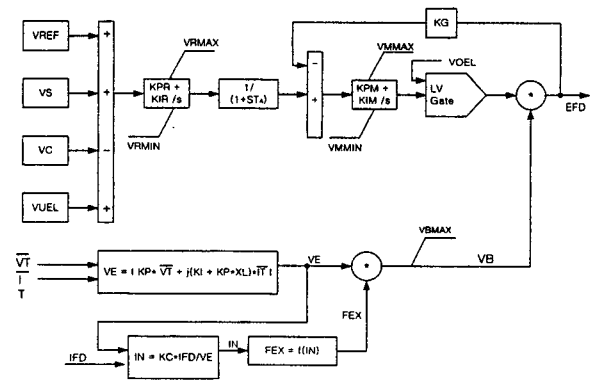 KG
VREF
+
VRMAX
VMMAX
VOEL
VS
+
KPR +
KIR/s
1/
(1+ST4)
−
+
KPM +
KIM/s
LV
Gate
*
EFD
VRMIN
VMMIN
VC
−
VUEL
+
VBMAX
VT
I
T
VE = | KP* VT + j(KI + KP*XL)*IT |
VE
*
VB
FEX
IFD
IN = KC*IFD/VE
IN
FEX = f(IN)